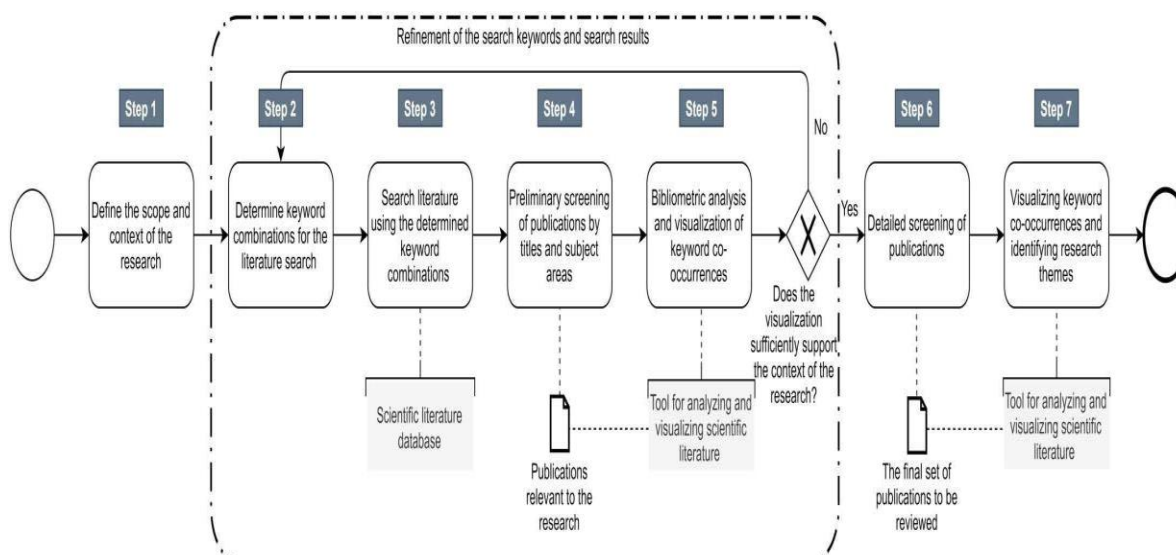 Refinement of the search keywords and search results
Step 1
Step 2
Step 3
Step 4
Step 5
Step 6
Step 7
Define the scope and
context of the
research
Determine keyword
combinations for the
literature search
Search literature
using the determined
keyword
combinations
Preliminary screening
of publications by
titles and subject
areas
Bibliometric analysis
and visualization of
keyword co-
occurrences
No
Yes
Does the
visualization
sufficiently support
the context of the
research?
Detailed screening of
publications
Visualizing keyword
co-occurrences and
identifying research
themes
Scientific literature
database
Publications
relevant to the
research
Tool for analyzing and
visualizing scientific
literature
The final set of
publications to be
reviewed
Tool for analyzing and
visualizing scientific
literature